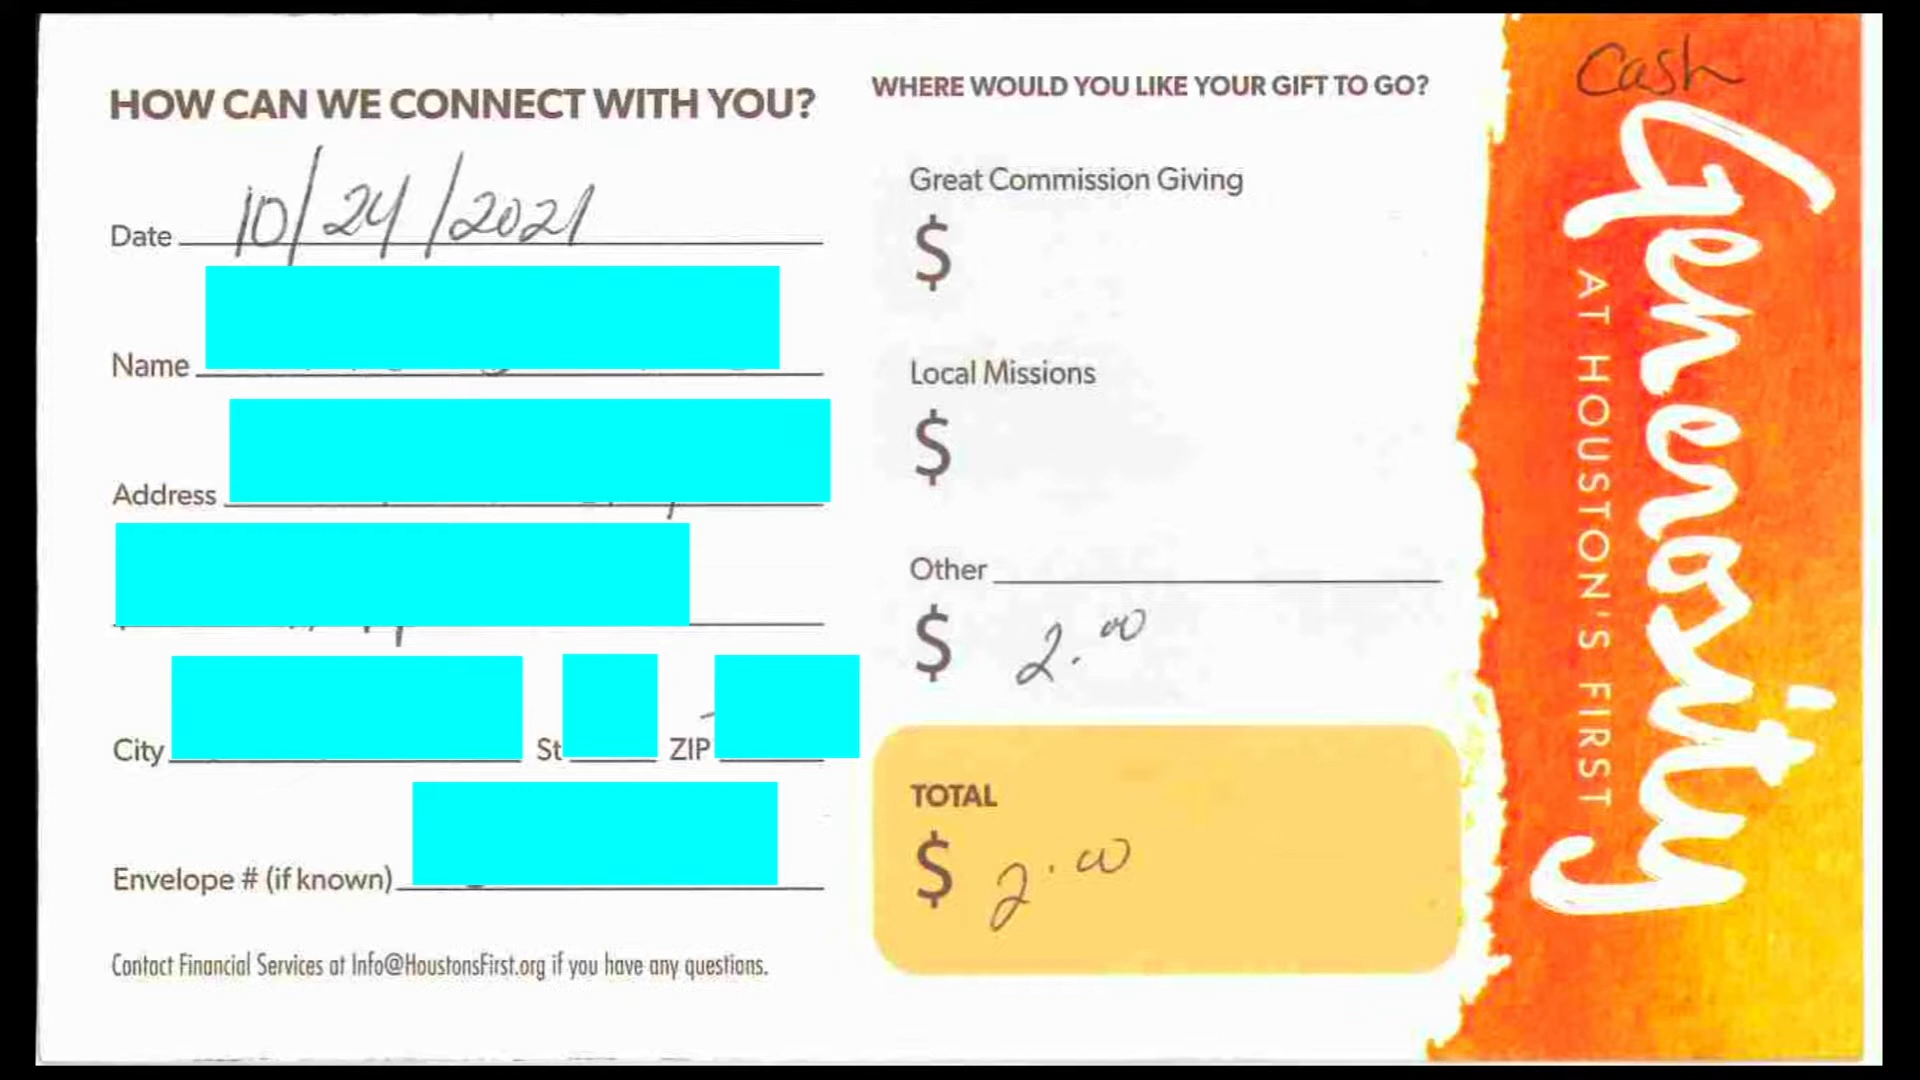 HOW CAN WE CONNECT WITH YOU?
Date 10/24/2021
Name
Address
City St ZIP
Envelope # (if known)
Contact Financial Services at Info@HoustonsFirst.org if you have any questions.
WHERE WOULD YOU LIKE YOUR GIFT TO GO?
Great Commission Giving
$
Local Missions
$
Other
$ 2.00
TOTAL
$ 2.00
Cash
Generosity
AT HOUSTON'S FIRST